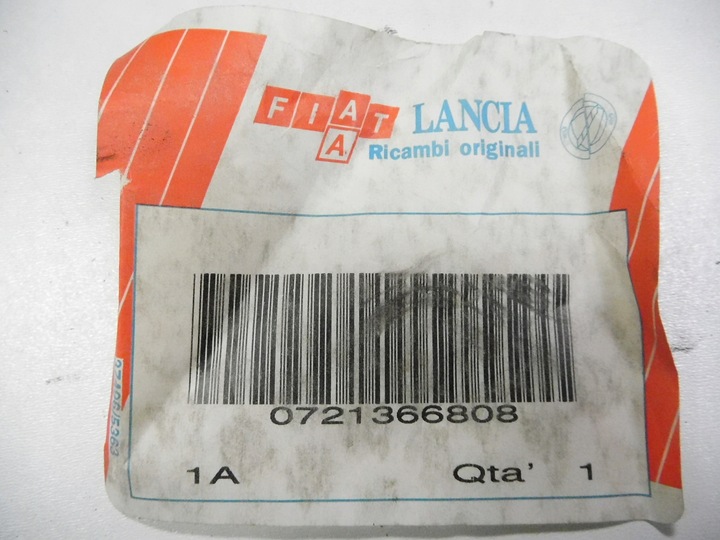 FIAT LANCIA
A
Ricambi originali
0721366808
1A Qta' 1